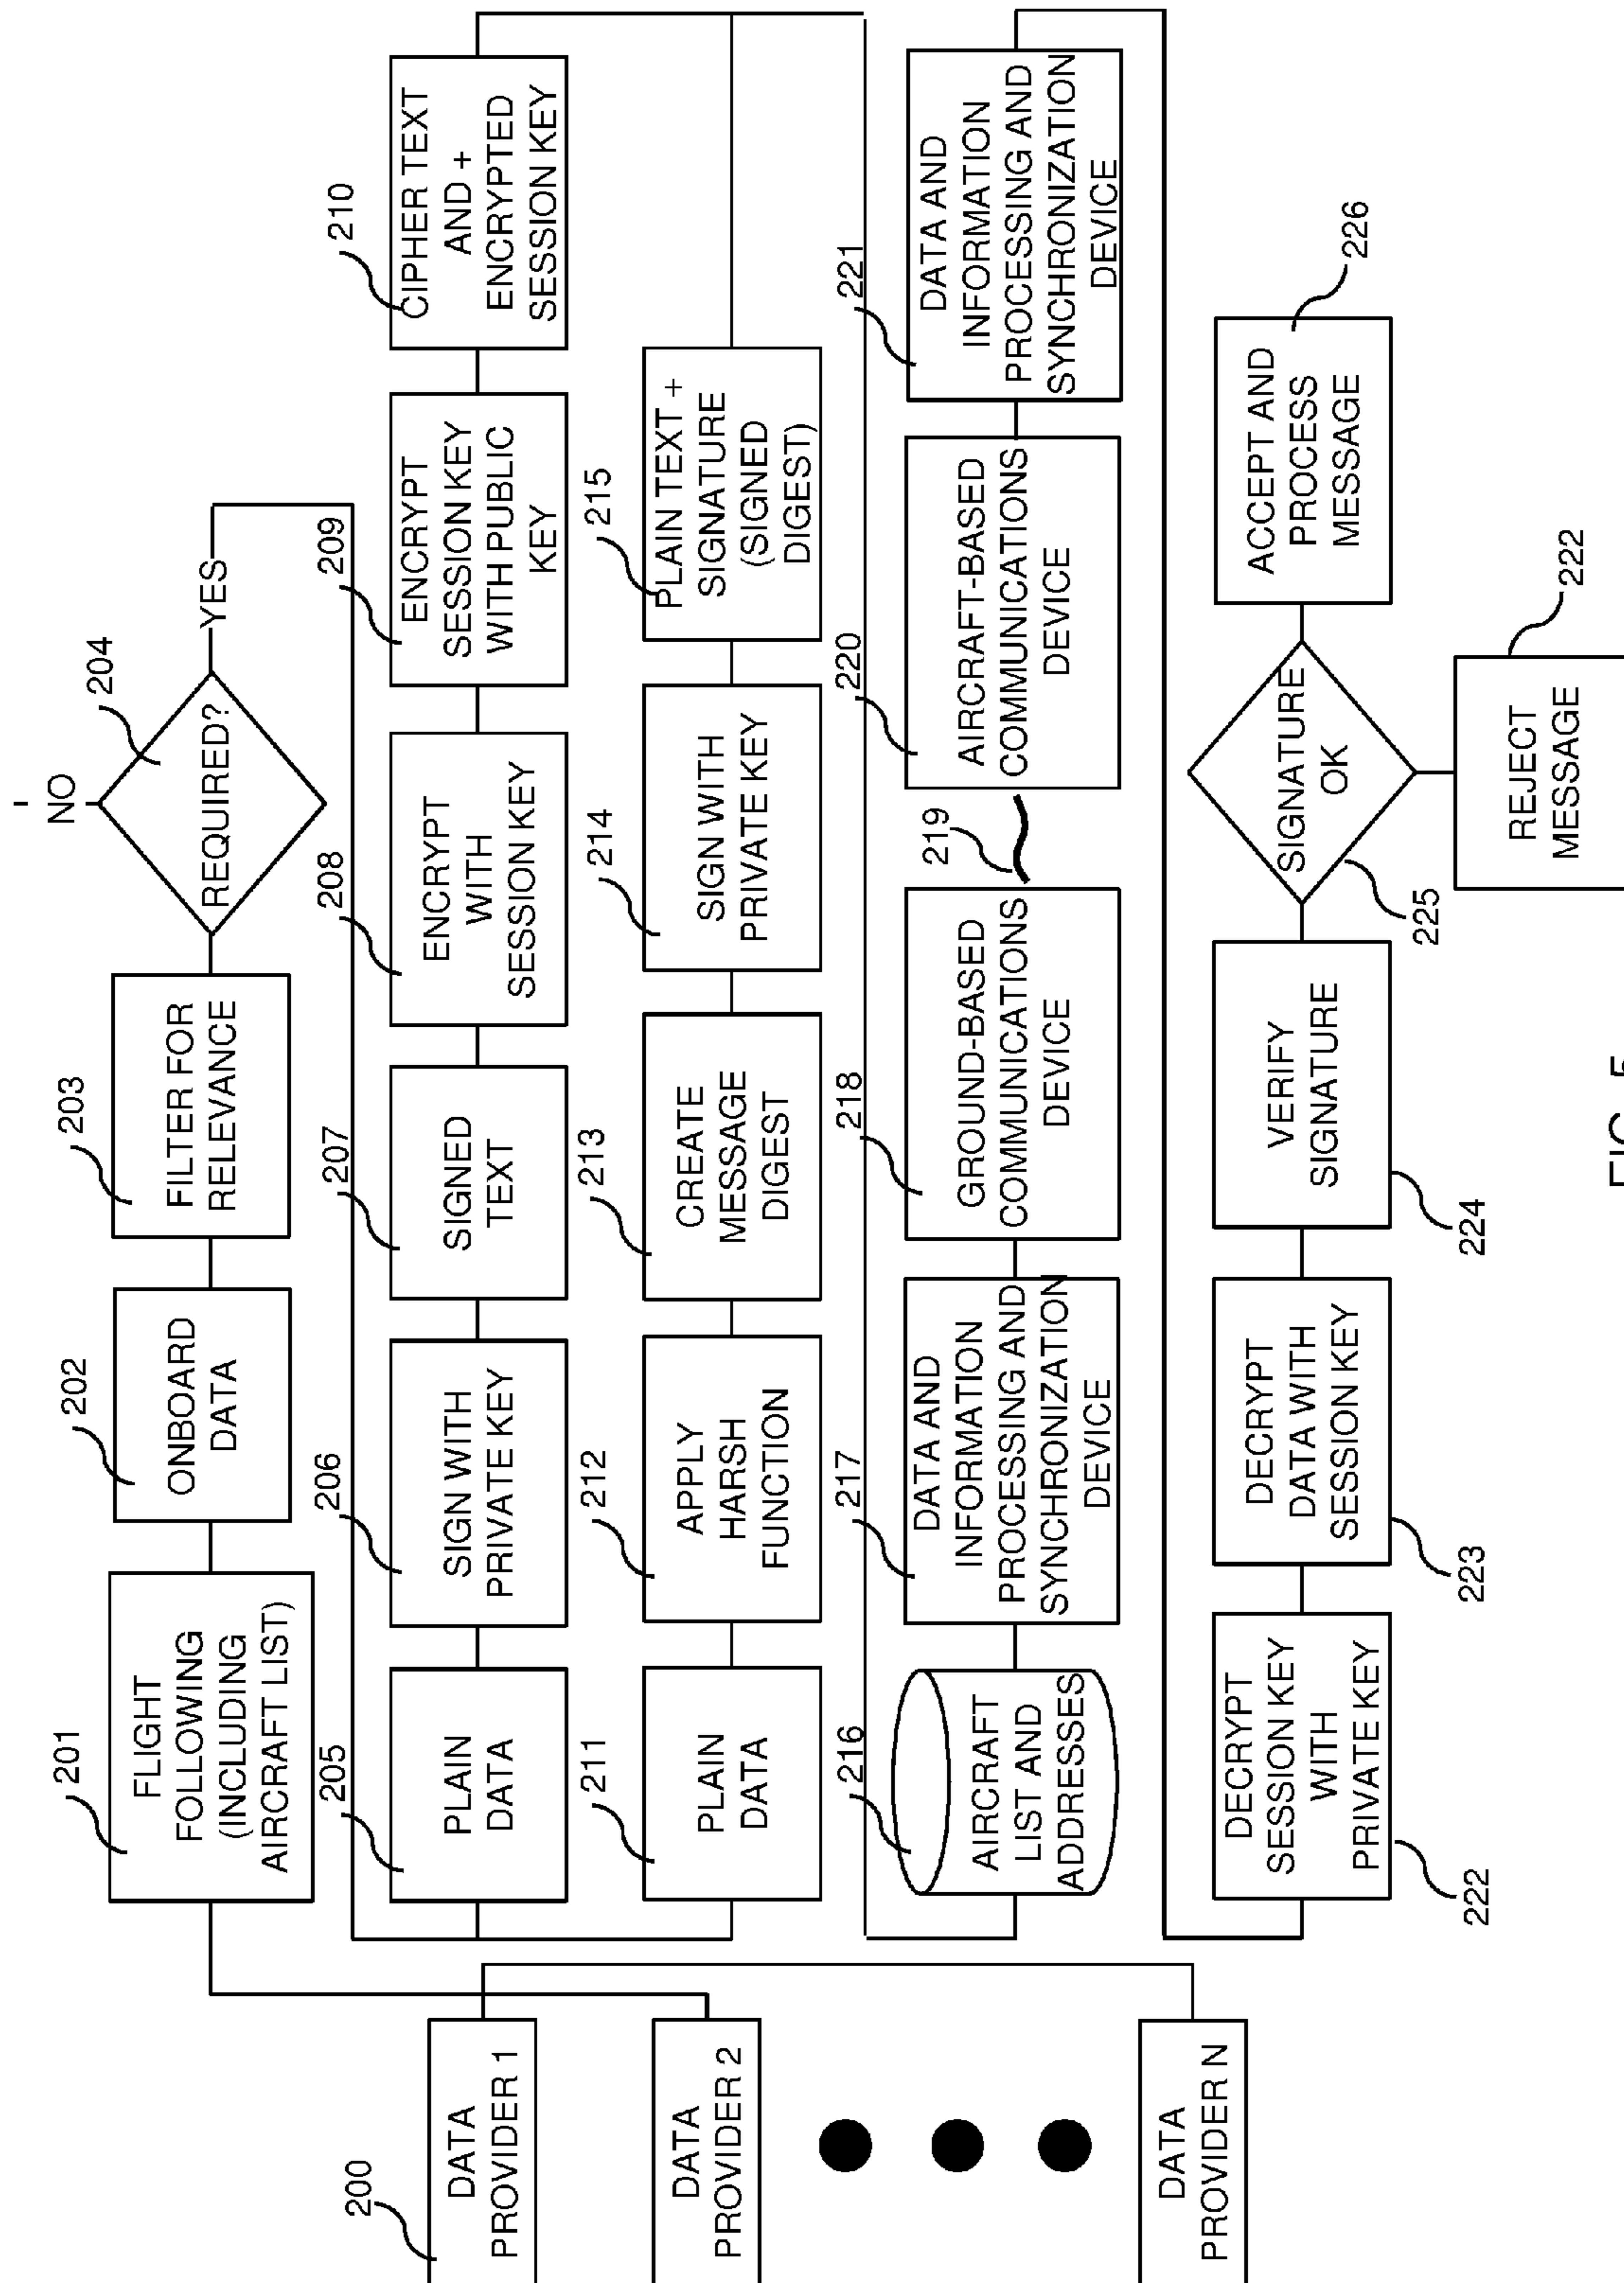 200
DATA
PROVIDER 1
DATA
PROVIDER 2
DATA
PROVIDER N
201
FLIGHT
FOLLOWING
(INCLUDING
AIRCRAFT LIST)
202
ONBOARD
DATA
203
FILTER FOR
RELEVANCE
204
REQUIRED?
NO
YES
205
PLAIN
DATA
206
SIGN WITH
PRIVATE KEY
207
SIGNED
TEXT
208
ENCRYPT
WITH
SESSION KEY
209
ENCRYPT
SESSION KEY
WITH PUBLIC
KEY
210
CIPHER TEXT
AND +
ENCRYPTED
SESSION KEY
211
PLAIN
DATA
212
APPLY
HARSH
FUNCTION
213
CREATE
MESSAGE
DIGEST
214
SIGN WITH
PRIVATE KEY
215
PLAIN TEXT +
SIGNATURE
(SIGNED
DIGEST)
216
AIRCRAFT
LIST AND
ADDRESSES
217
DATA AND
INFORMATION
PROCESSING AND
SYNCHRONIZATION
DEVICE
218
GROUND-BASED
COMMUNICATIONS
DEVICE
219
220
AIRCRAFT-BASED
COMMUNICATIONS
DEVICE
221
DATA AND
INFORMATION
PROCESSING AND
SYNCHRONIZATION
DEVICE
DECRYPT
SESSION KEY
WITH
PRIVATE KEY
222
DECRYPT
DATA WITH
SESSION KEY
223
VERIFY
SIGNATURE
224
SIGNATURE
OK
225
ACCEPT AND
PROCESS
MESSAGE
226
REJECT
MESSAGE
222
FIG. 5